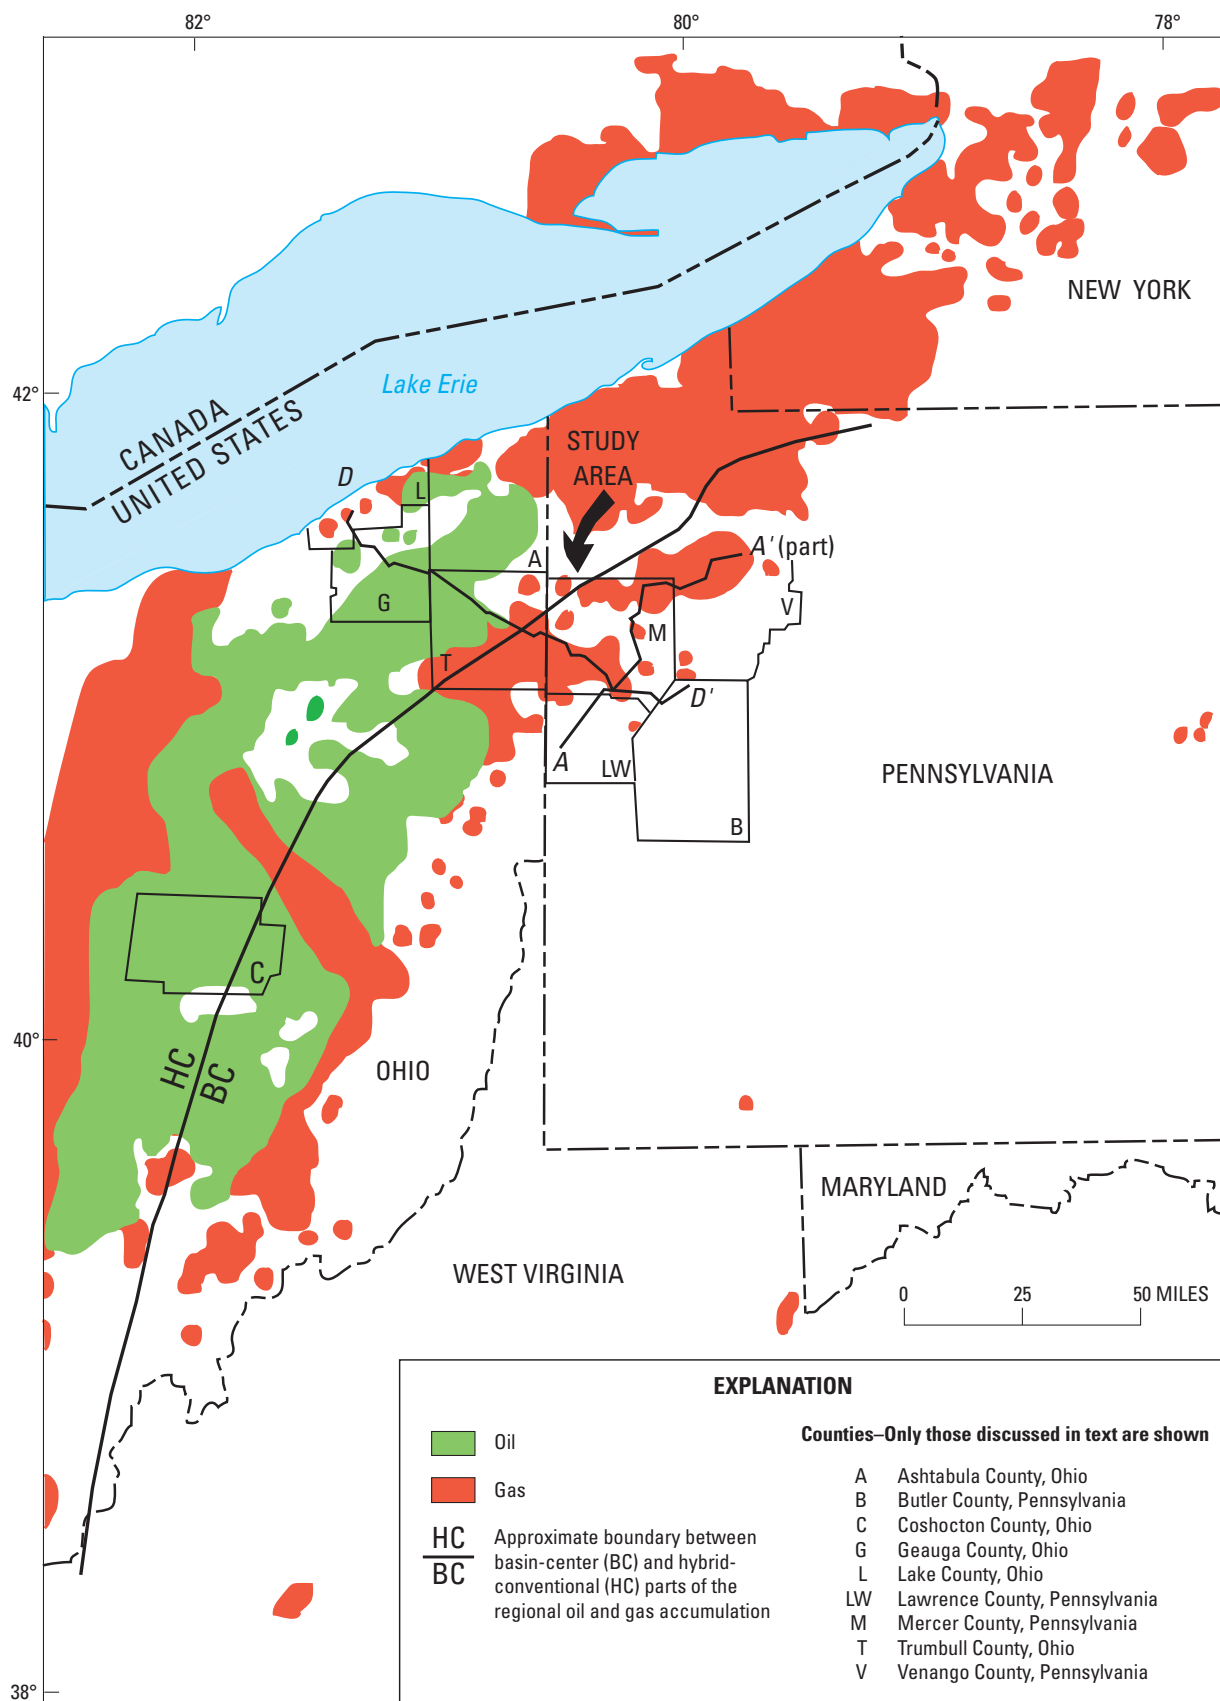 82°
80°
78°
NEW YORK
42°
Lake Erie
CANADA
UNITED STATES
STUDY
AREA
D
L
A
A' (part)
G
V
M
T
D'
A
LW
PENNSYLVANIA
B
C
40°
HC
BC
OHIO
MARYLAND
WEST VIRGINIA
0 25 50 MILES
38°
EXPLANATION
Oil
Gas
HC
BC
Approximate boundary between
basin-center (BC) and hybrid-
conventional (HC) parts of the
regional oil and gas accumulation
Counties–Only those discussed in text are shown
A Ashtabula County, Ohio
B Butler County, Pennsylvania
C Coshocton County, Ohio
G Geauga County, Ohio
L Lake County, Ohio
LW Lawrence County, Pennsylvania
M Mercer County, Pennsylvania
T Trumbull County, Ohio
V Venango County, Pennsylvania